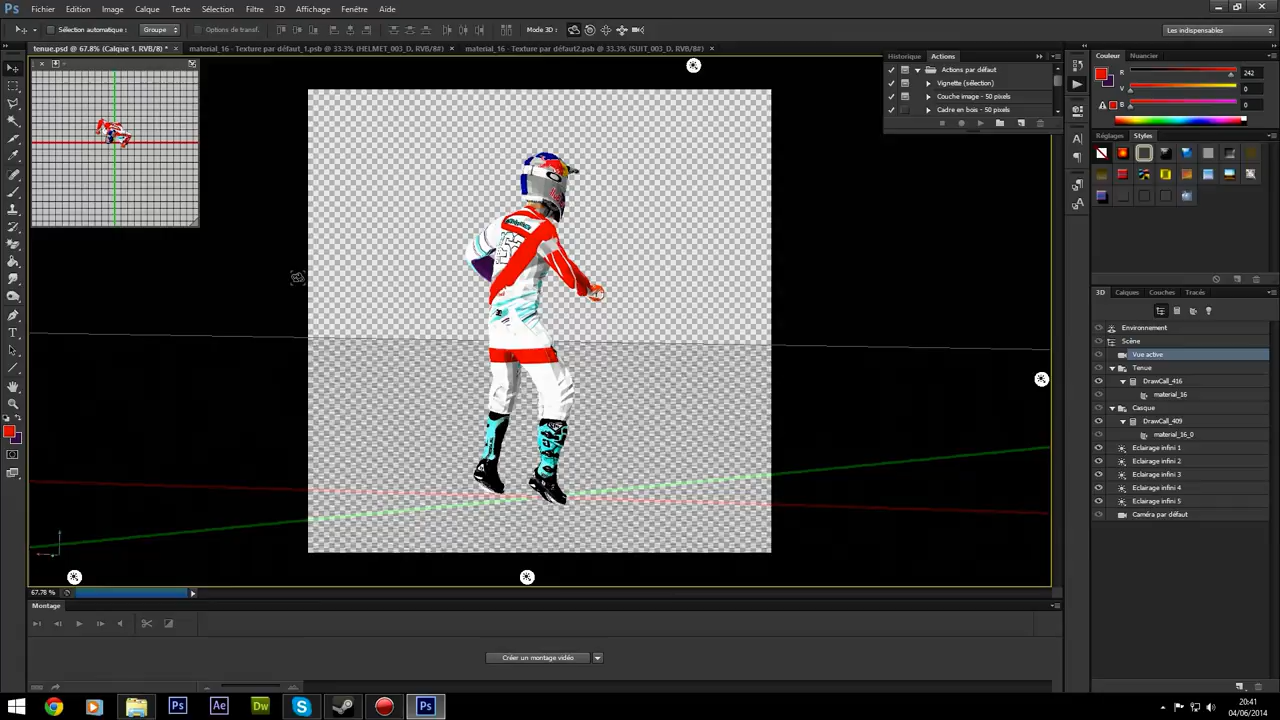 Ps Fichier Edition Image Calque Texte Sélection Filtre 3D Affichage Fenêtre Aide
Sélection automatique : Groupe Options de transf. Mode 3D : Les indispensables
tenue.psd @ 67.8% (Calque 1, RVB/8) * material_16 - Texture par défaut_1.psb @ 33.3% (HELMET_003_D, RVB/8#) material_16 - Texture par défaut2.psb @ 33.3% (SUIT_003_D, RVB/8#)
Historique Actions
Actions par défaut
Vignette (sélection)
Couche image - 50 pixels
Cadre en bois - 50 pixels
Couleur Nuancier
R 242
V 0
B 0
Réglages Styles
3D Calques Couches Tracés
Environnement
Scène
Vue active
Tenue
DrawCall_416
material_16
Casque
DrawCall_409
material_16_0
Eclairage infini 1
Eclairage infini 2
Eclairage infini 3
Eclairage infini 4
Eclairage infini 5
Caméra par défaut
67.78 %
Montage
Créer un montage vidéo
Ps Ae Dw Ps
20:41
04/06/2014